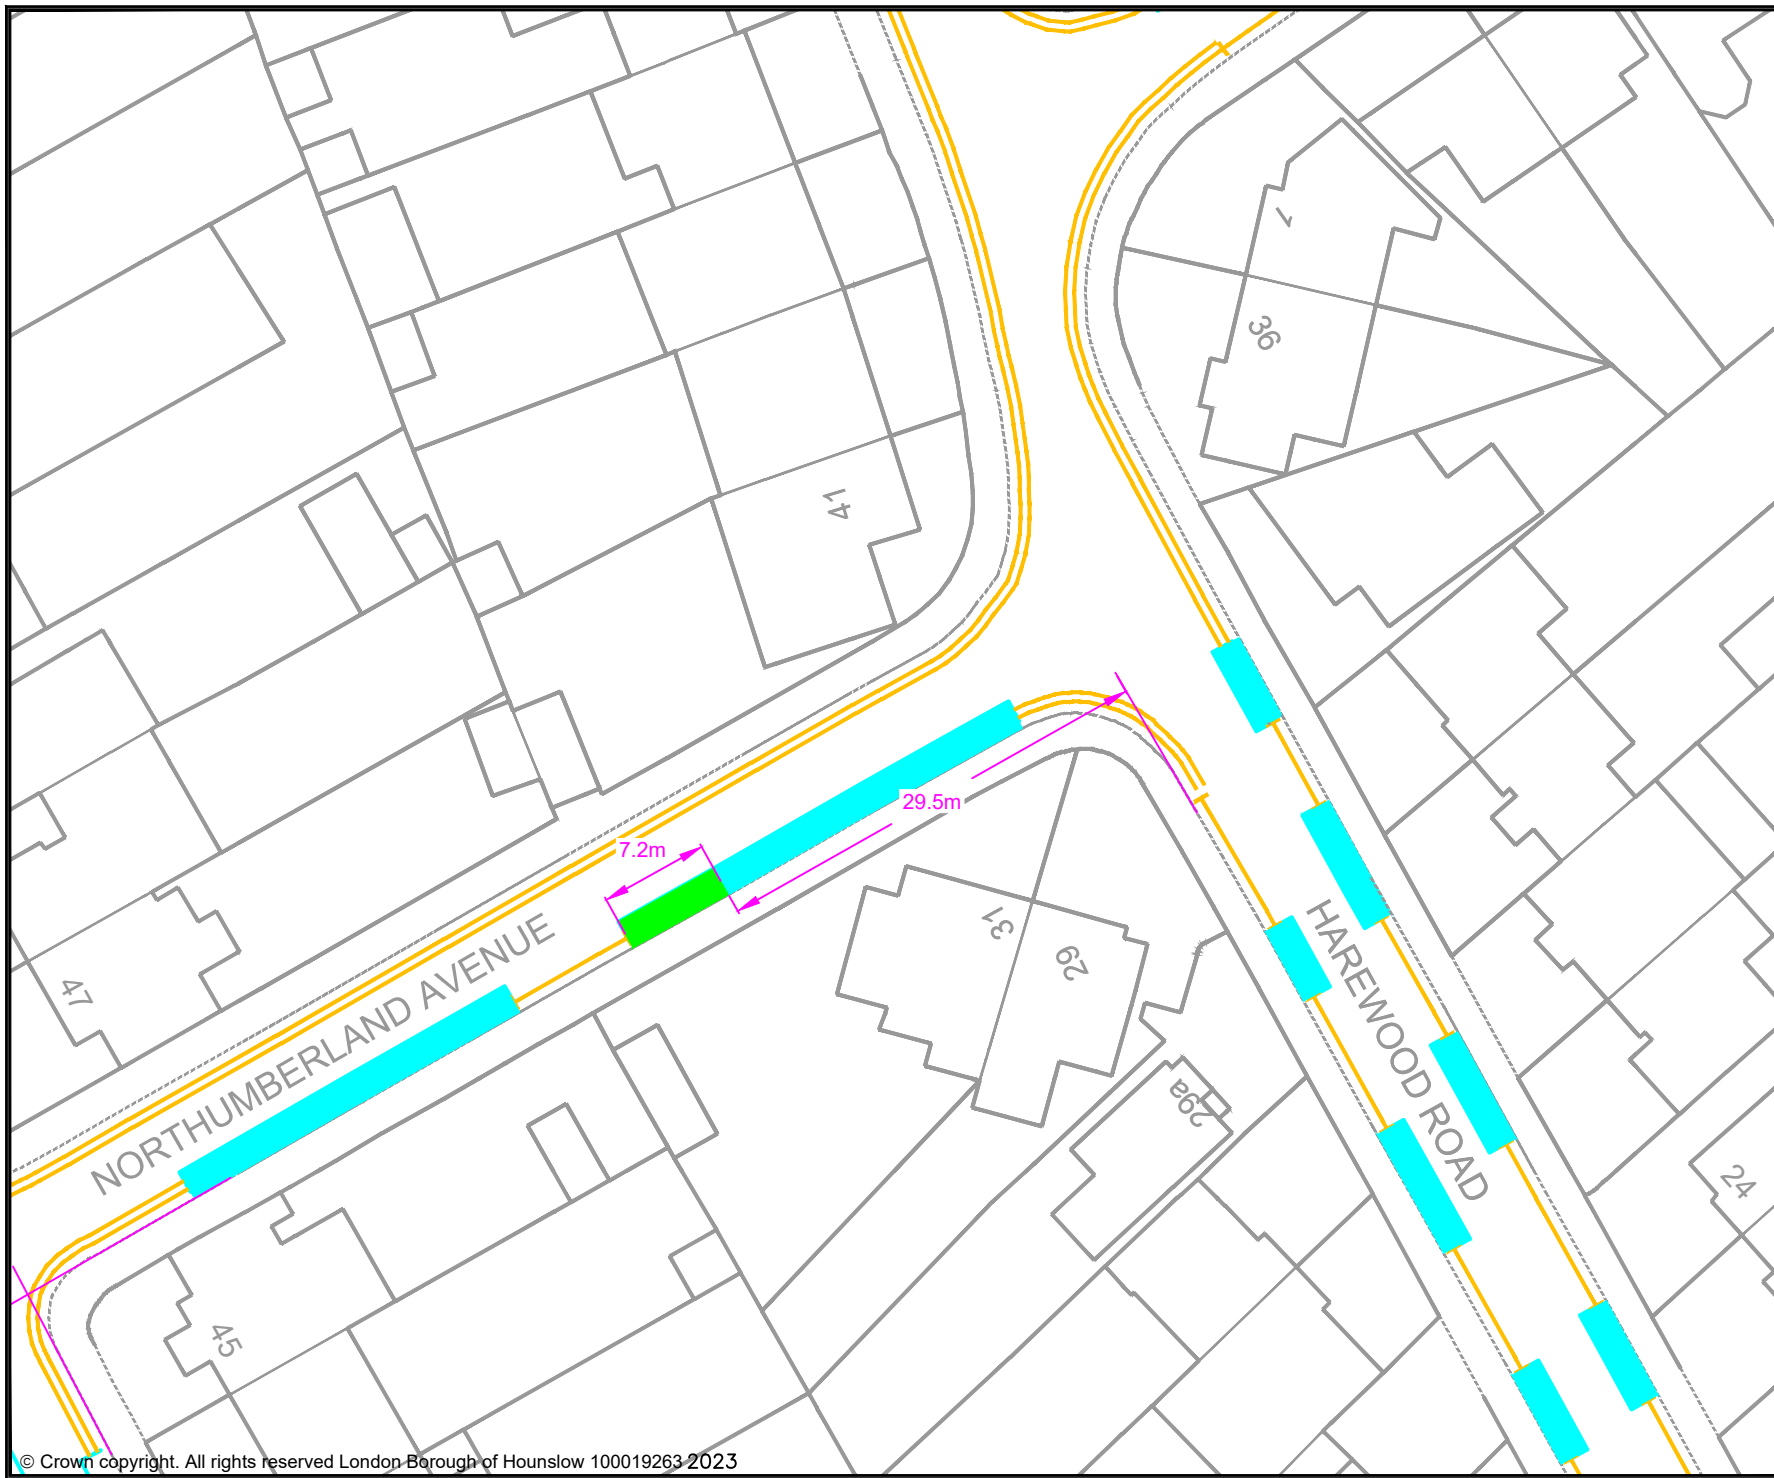 7
36
41
29.5m
7.2m
NORTHUMBERLAND AVENUE
31
29
47
HAREWOOD ROAD
29a
24
45
© Crown copyright. All rights reserved London Borough of Hounslow 100019263 2023